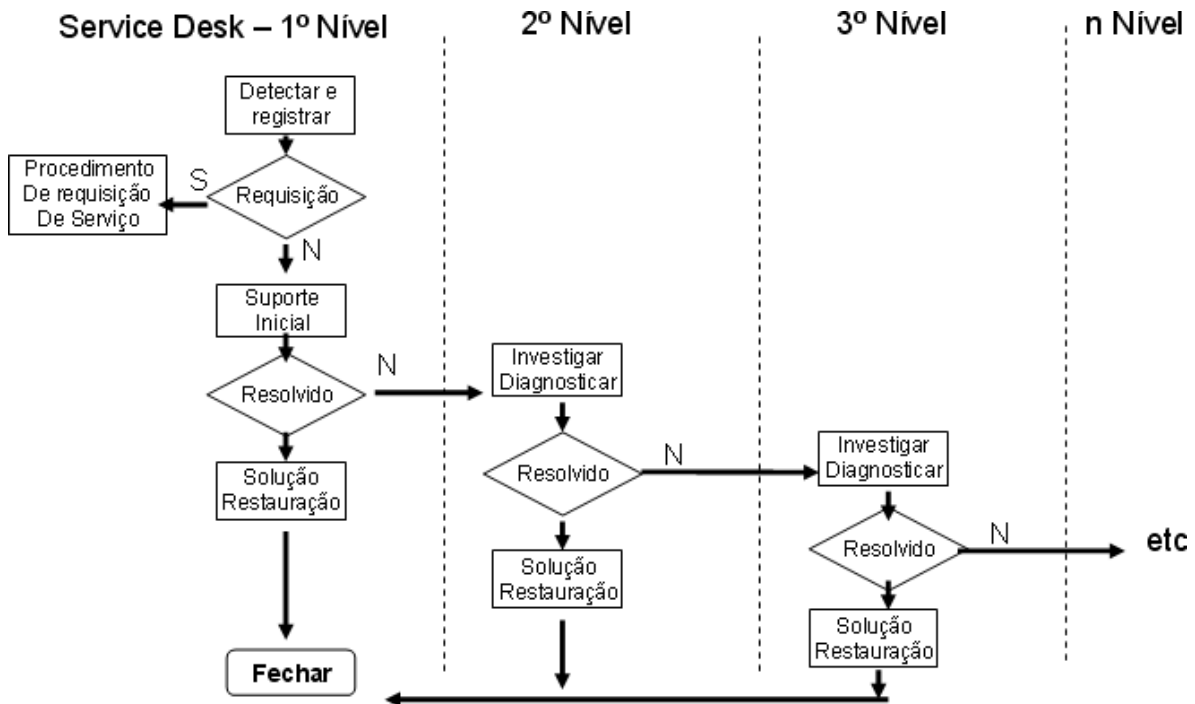 Service Desk – 1º Nível
2º Nível
3º Nível
n Nível
Detectar e
registrar
Procedimento
De requisição
De Serviço
S
Requisição
N
Suporte
Inicial
Resolvido
N
Solução
Restauração
Fechar
Investigar
Diagnosticar
Resolvido
N
Solução
Restauração
Investigar
Diagnosticar
Resolvido
N
etc
Solução
Restauração